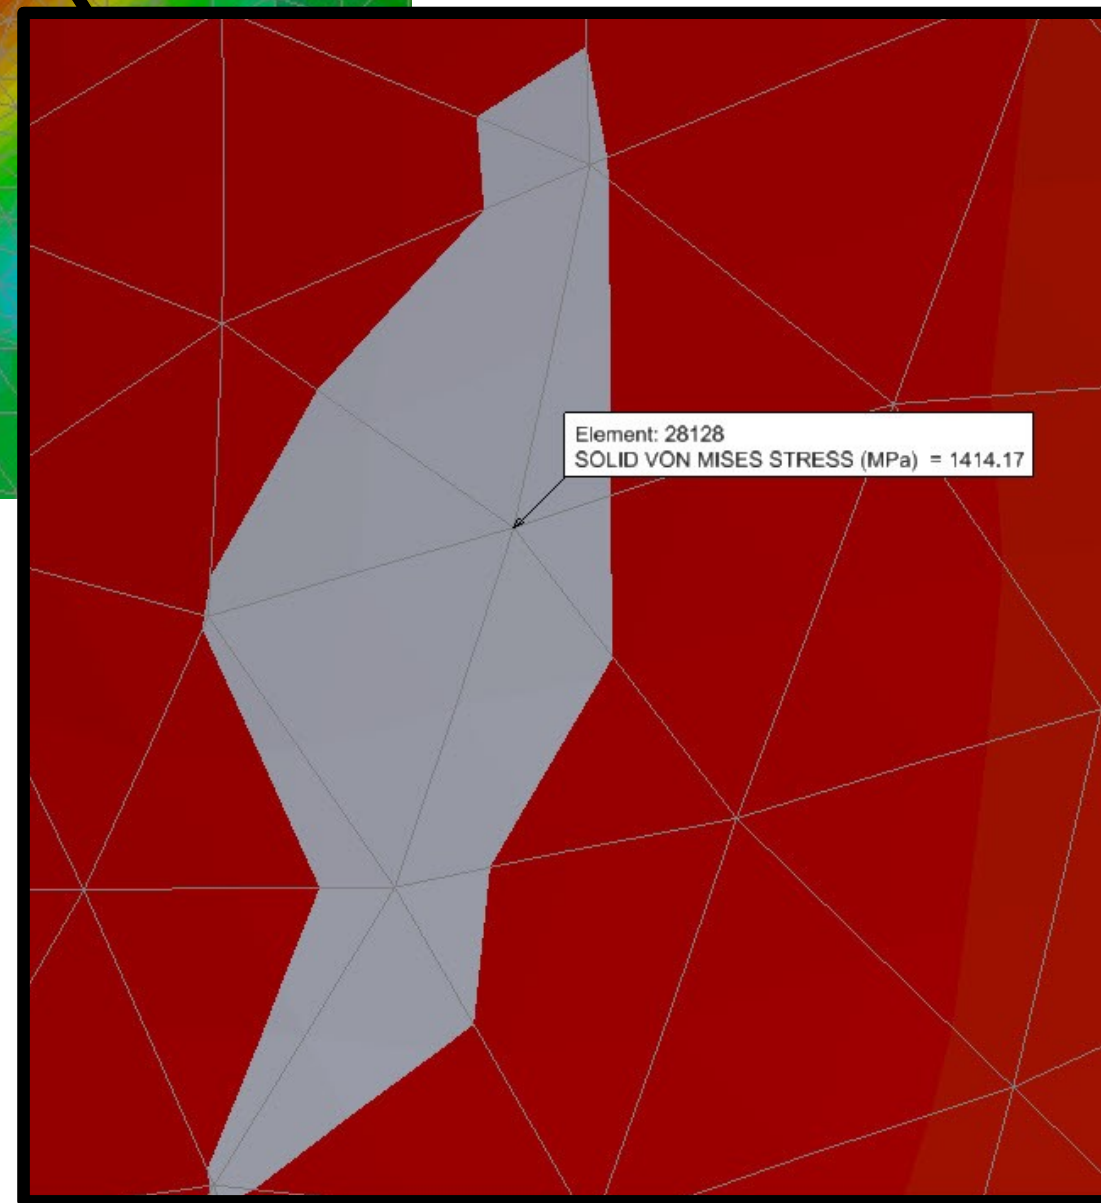 Element: 28128
SOLID VON MISES STRESS (MPa) = 1414.17